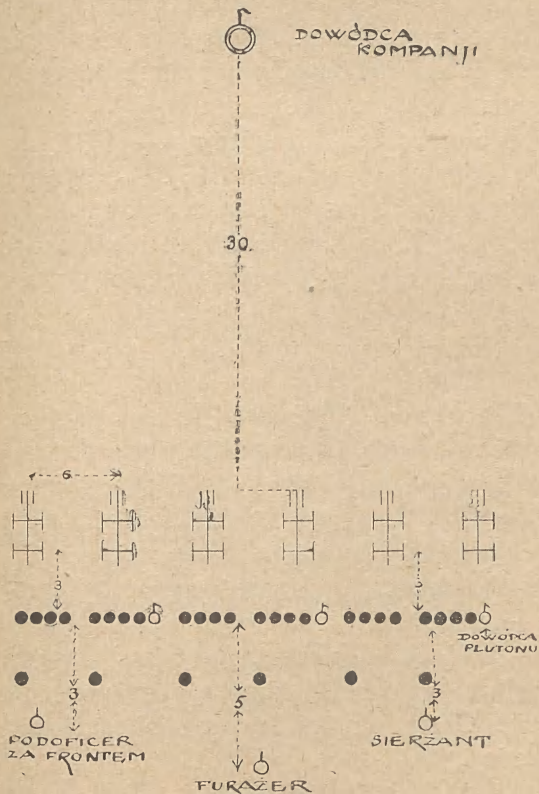 DOWÓDCA
KOMPANJI
30.
6
3
3
DOWÓDCA
PLUTONU
3
5
3
PODOFICER
ZA FRONTEM
SIERŻANT
FURAŻER